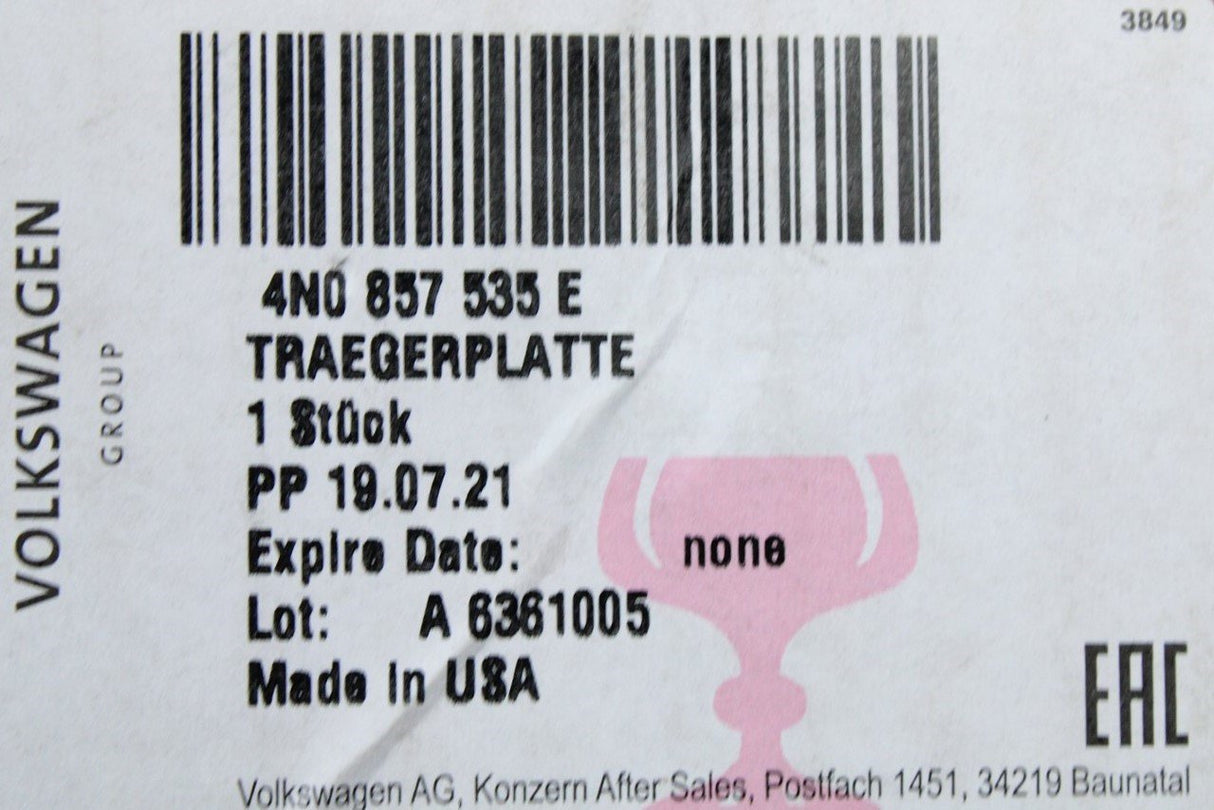 3849
VOLKSWAGEN
GROUP
4N0 857 535 E
TRAEGERPLATTE
1 Stück
PP 19.07.21
Expire Date: none
Lot: A 6361005
Made in USA
EAC
Volkswagen AG, Konzern After Sales, Postfach 1451, 34219 Baunatal